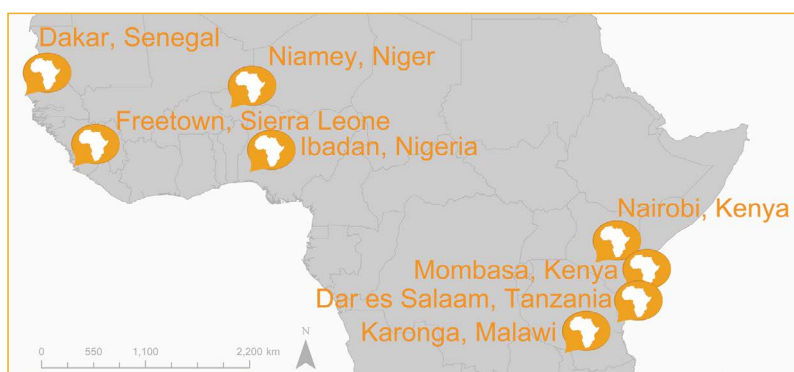 Dakar, Senegal
Niamey, Niger
Freetown, Sierra Leone
Ibadan, Nigeria
Nairobi, Kenya
Mombasa, Kenya
Dar es Salaam, Tanzania
Karonga, Malawi
N
0 550 1,100 2,200 km